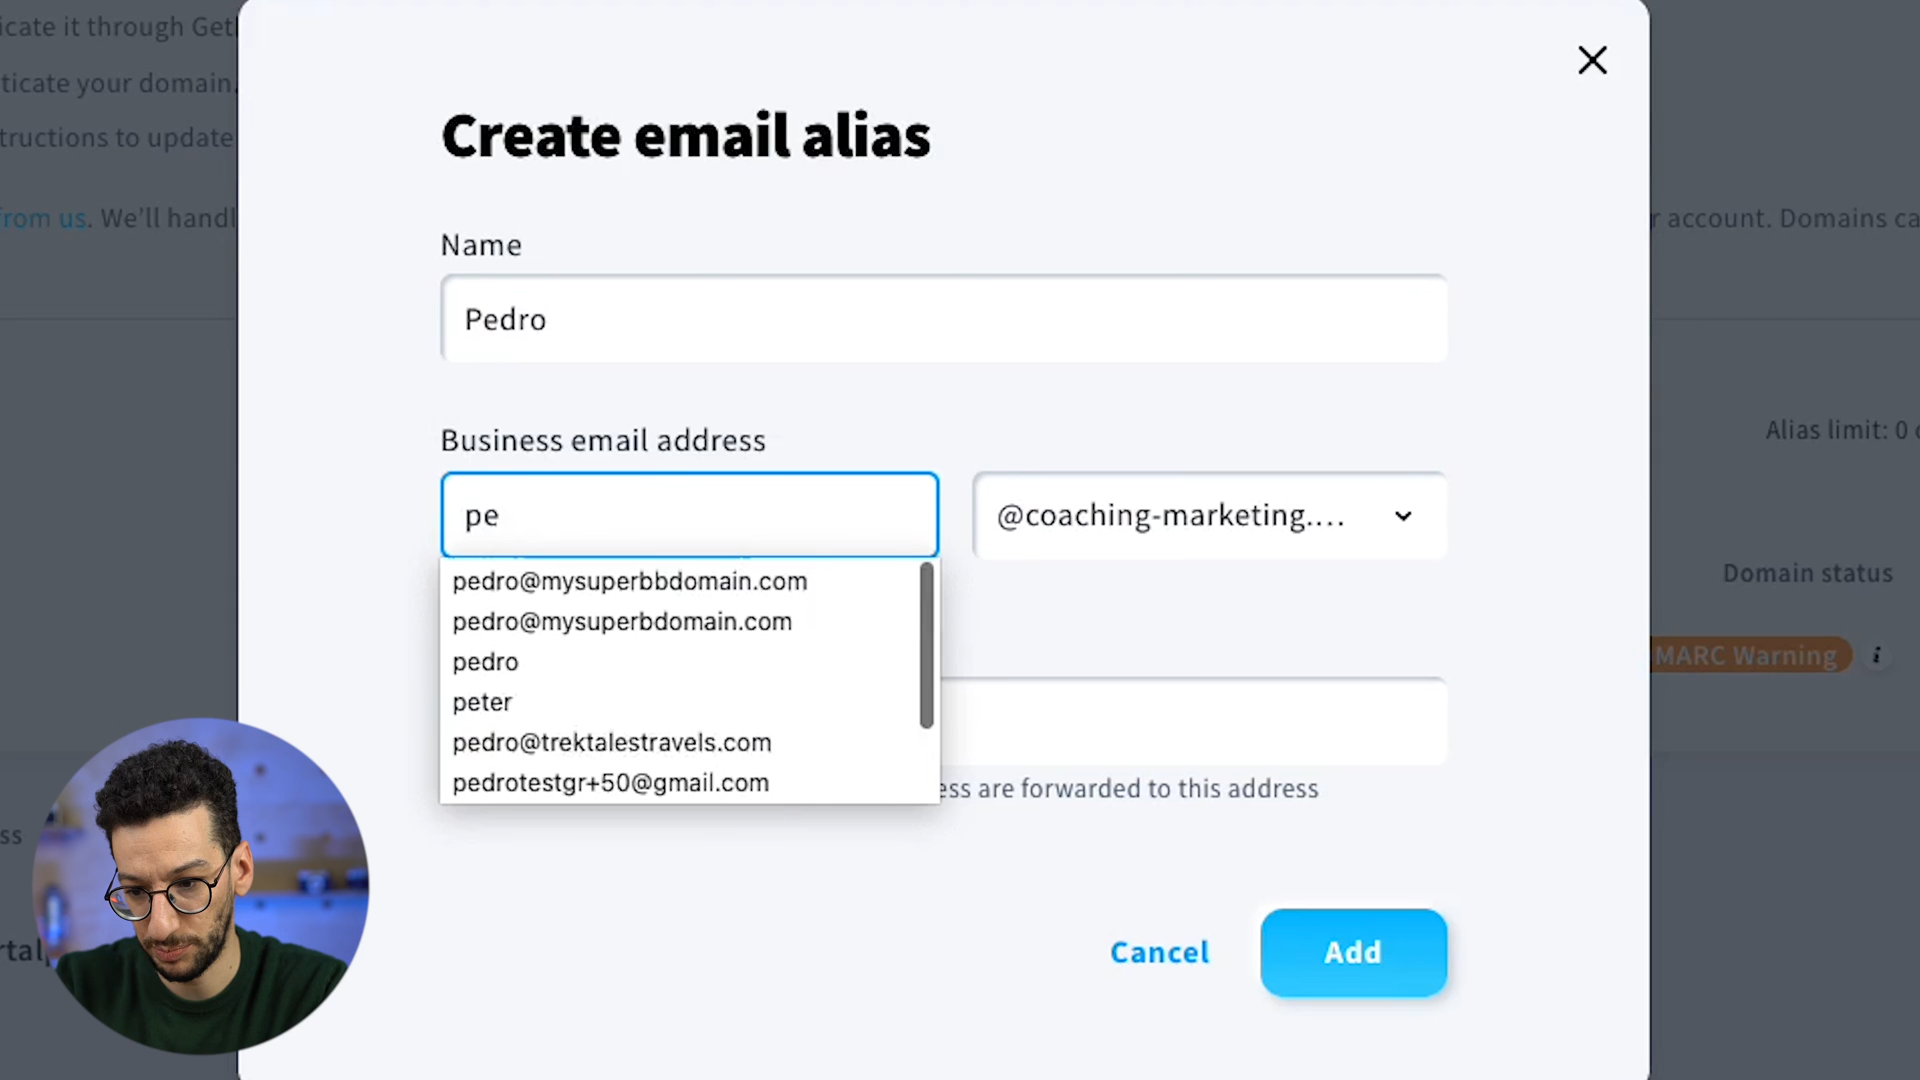 icate it through Get
ticate your domain.
tructions to update
from us. We'll handl
r account. Domains ca
Create email alias
Name
Pedro
Alias limit: 0
Business email address
pe
@coaching-marketing....
pedro@mysuperbbdomain.com
pedro@mysuperbdomain.com
pedro
peter
pedro@trektalestravels.com
pedrotestgr+50@gmail.com
Domain status
MARC Warning
i
ess are forwarded to this address
ss
Cancel
Add